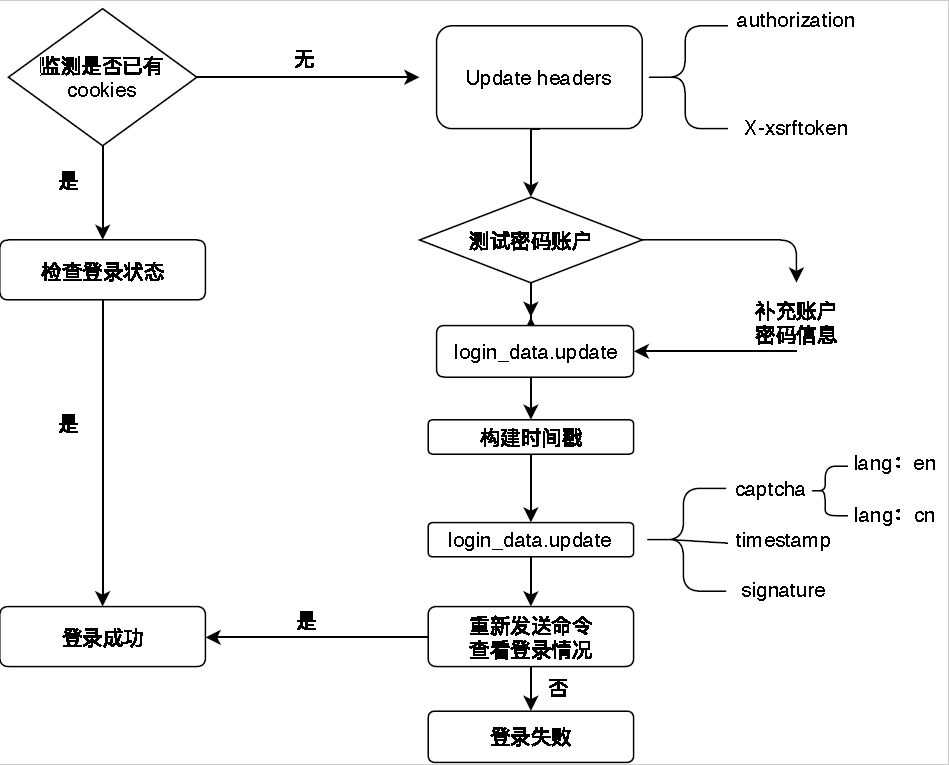 监测是否已有
cookies
无
Update headers
authorization
X-xsrftoken
是
检查登录状态
测试密码账户
补充账户
密码信息
login_data.update
是
构建时间戳
login_data.update
captcha
lang：en
lang：cn
timestamp
signature
登录成功
是
重新发送命令
查看登录情况
否
登录失败